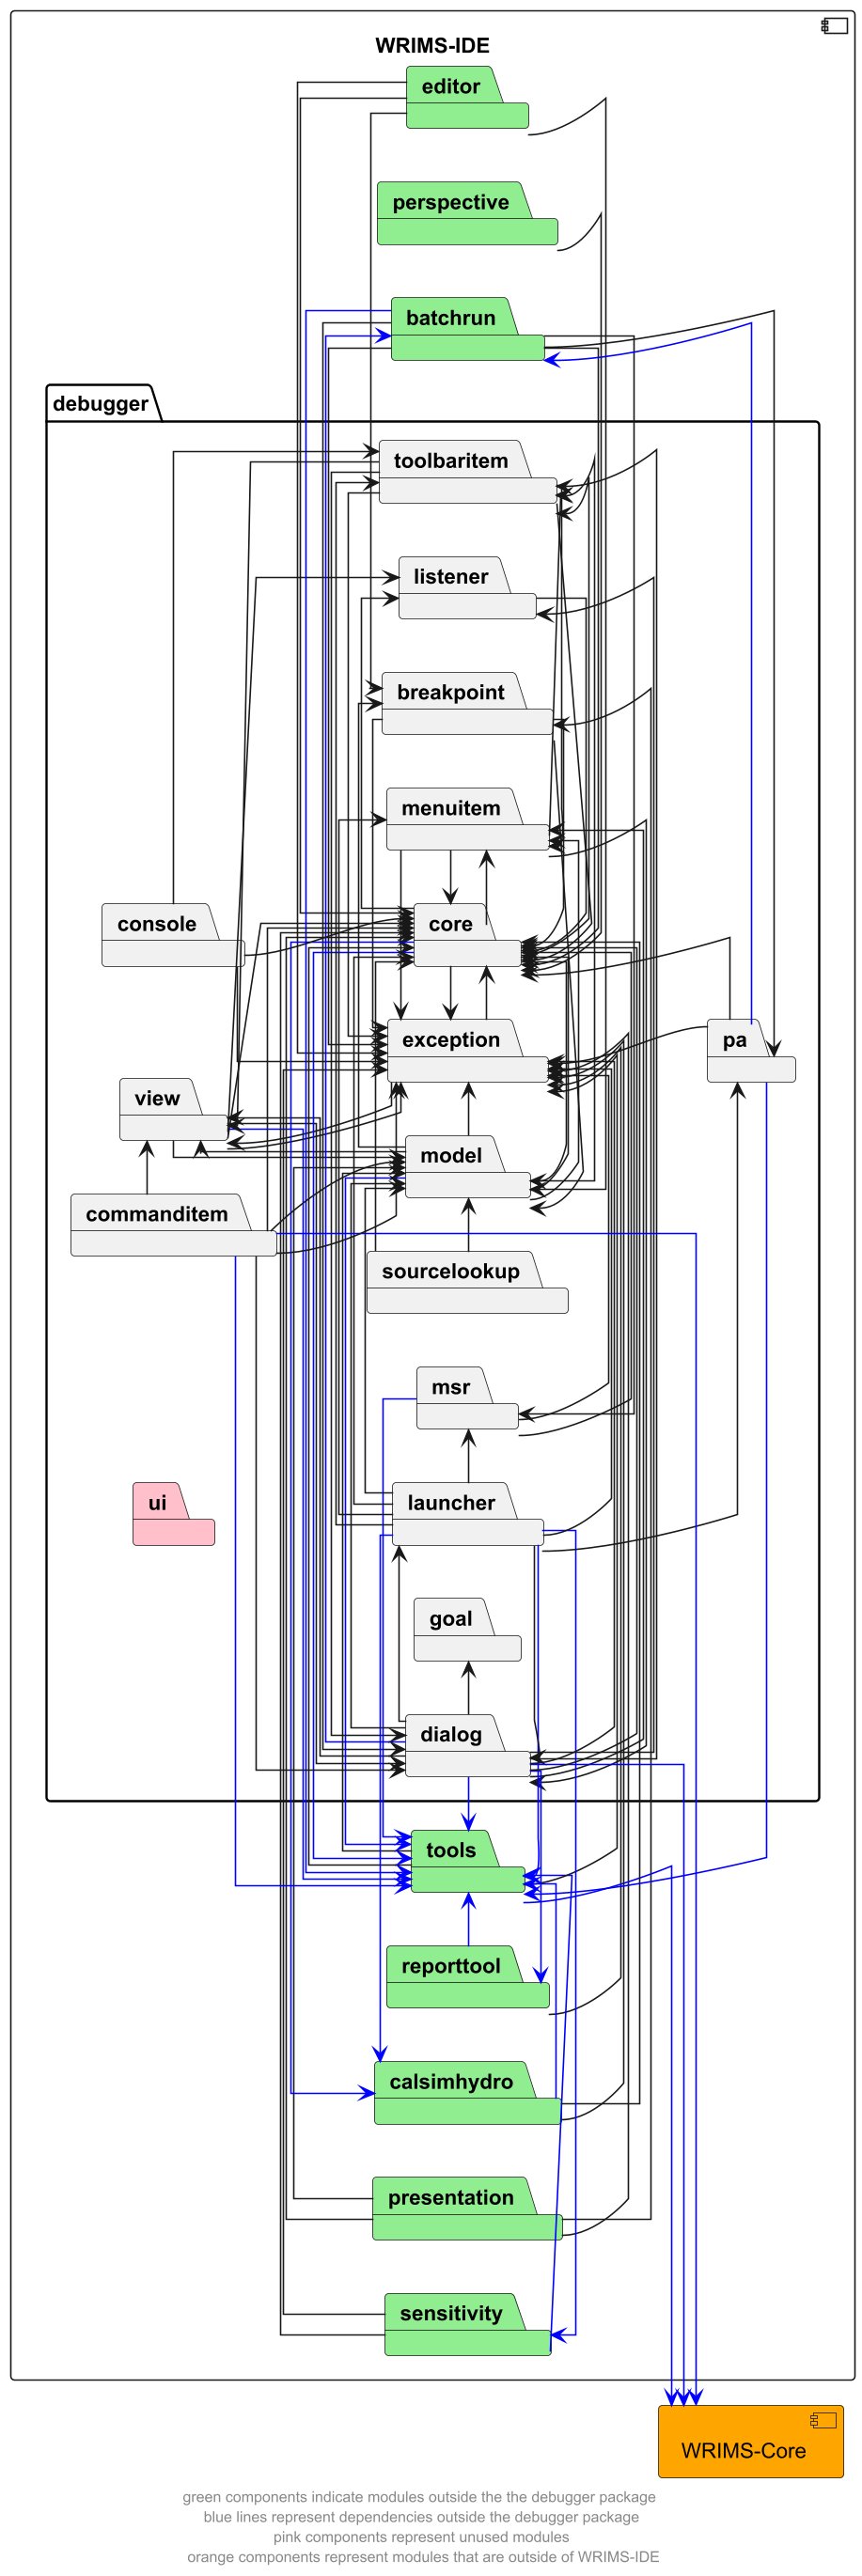 WRIMS-IDE
editor
perspective
batchrun
debugger
toolbaritem
listener
breakpoint
menuitem
console
core
exception
pa
view
model
commanditem
sourcelookup
msr
ui
launcher
goal
dialog
tools
reporttool
calsimhydro
presentation
sensitivity
WRIMS-Core
green components indicate modules outside the the debugger package
blue lines represent dependencies outside the debugger package
pink components represent unused modules
orange components represent modules that are outside of WRIMS-IDE